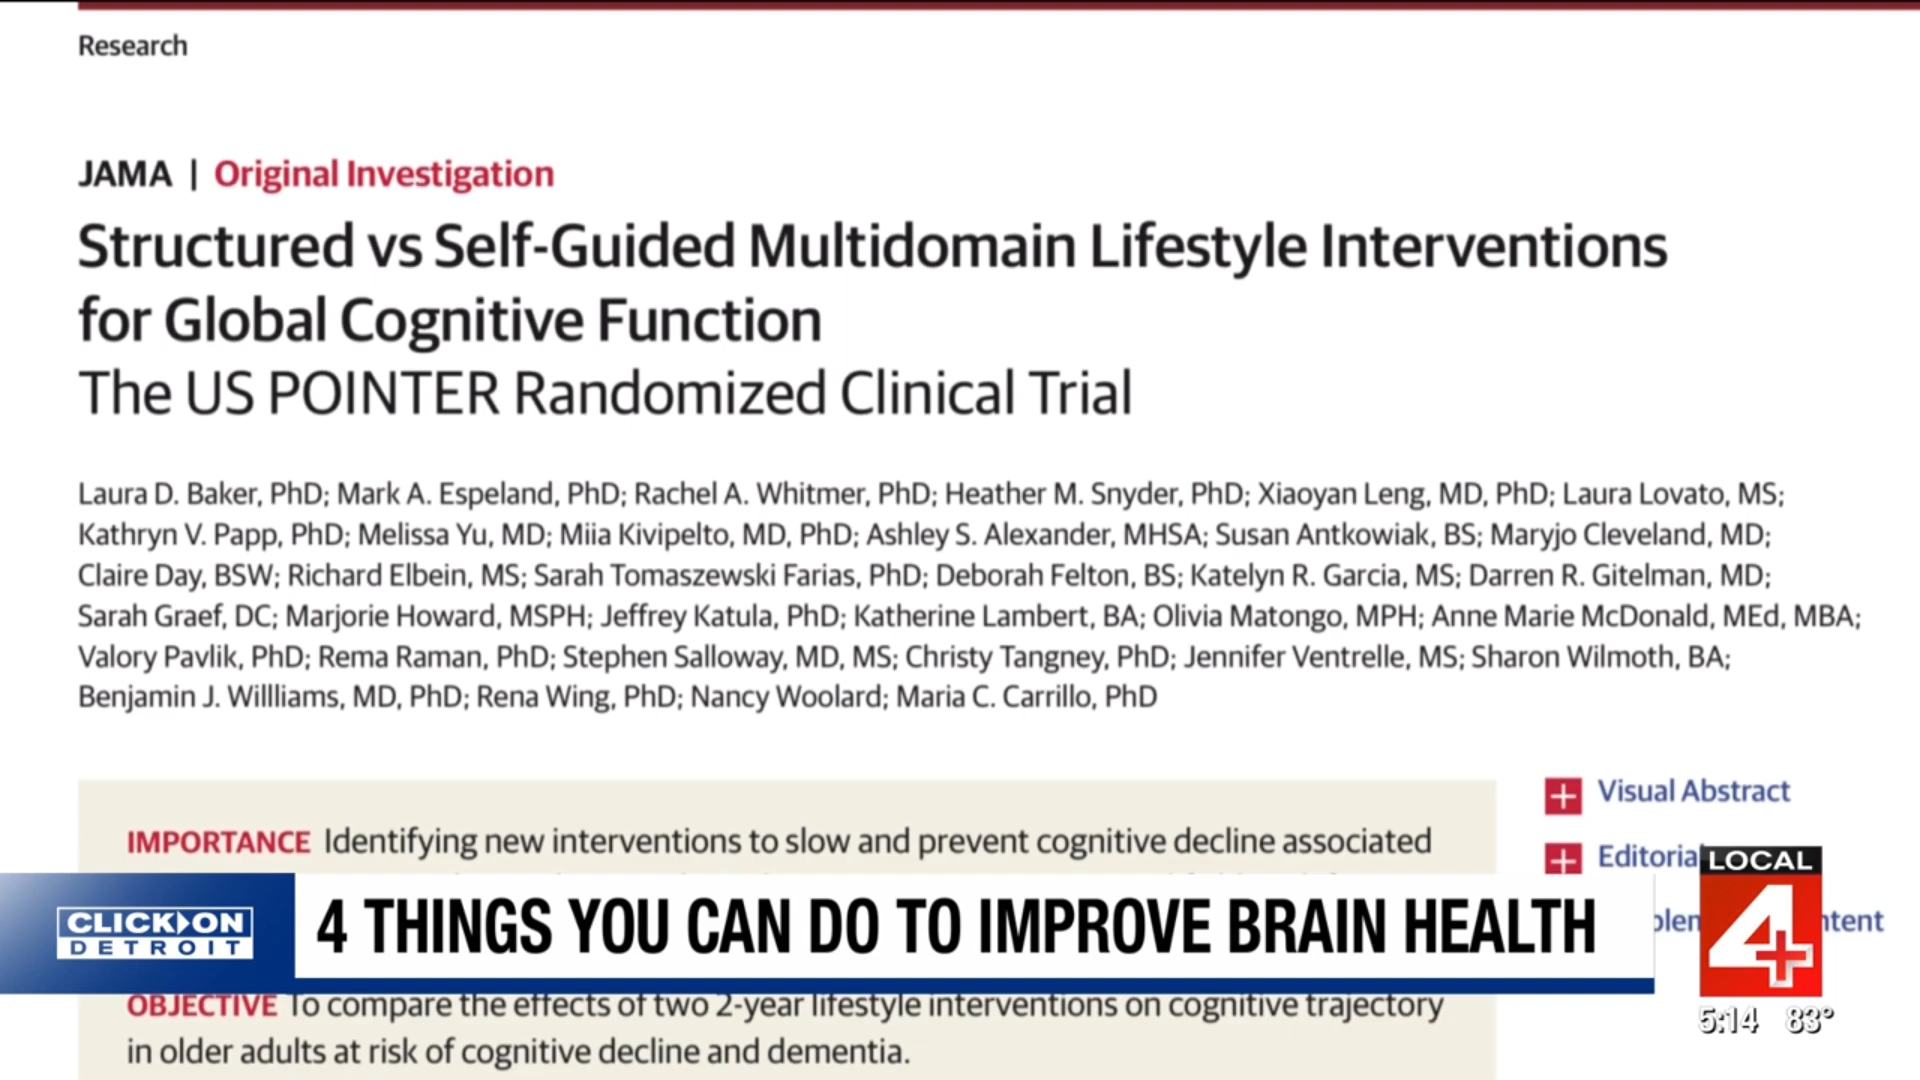 Research
JAMA | Original Investigation
Structured vs Self-Guided Multidomain Lifestyle Interventions
for Global Cognitive Function
The US POINTER Randomized Clinical Trial
Laura D. Baker, PhD; Mark A. Espeland, PhD; Rachel A. Whitmer, PhD; Heather M. Snyder, PhD; Xiaoyan Leng, MD, PhD; Laura Lovato, MS;
Kathryn V. Papp, PhD; Melissa Yu, MD; Miia Kivipelto, MD, PhD; Ashley S. Alexander, MHSA; Susan Antkowiak, BS; Maryjo Cleveland, MD;
Claire Day, BSW; Richard Elbein, MS; Sarah Tomaszewski Farias, PhD; Deborah Felton, BS; Katelyn R. Garcia, MS; Darren R. Gitelman, MD;
Sarah Graef, DC; Marjorie Howard, MSPH; Jeffrey Katula, PhD; Katherine Lambert, BA; Olivia Matongo, MPH; Anne Marie McDonald, MEd, MBA;
Valory Pavlik, PhD; Rema Raman, PhD; Stephen Salloway, MD, MS; Christy Tangney, PhD; Jennifer Ventrelle, MS; Sharon Wilmoth, BA;
Benjamin J. Willliams, MD, PhD; Rena Wing, PhD; Nancy Woolard; Maria C. Carrillo, PhD
IMPORTANCE Identifying new interventions to slow and prevent cognitive decline associated
OBJECTIVE To compare the effects of two 2-year lifestyle interventions on cognitive trajectory
in older adults at risk of cognitive decline and dementia.
Visual Abstract
Editorial
CLICK ON
DETROIT
4 THINGS YOU CAN DO TO IMPROVE BRAIN HEALTH
LOCAL
4
5:14 83°